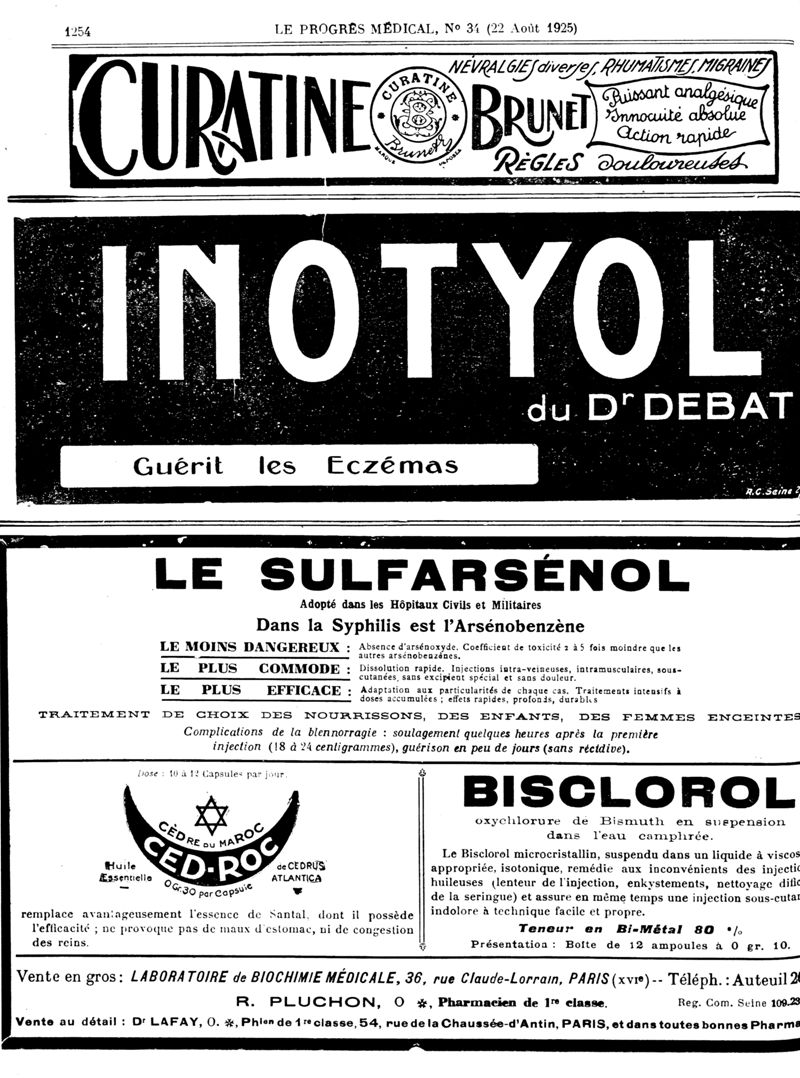 1254
LE PROGRÈS MÉDICAL, No 34 (22 Août 1925)
CURATINE
CURATINE
Brunet
MARQUE
DÉPOSÉE
BRUNET
NÉVRALGIES diverses, RHUMATISMES, MIGRAINES
Puissant analgésique
Innocuité absolue
Action rapide
RÈGLES douloureuses
INOTYOL
du Dr DEBAT
Guérit les Eczémas
R.C. Seine
LE SULFARSÉNOL
Adopté dans les Hôpitaux Civils et Militaires
Dans la Syphilis est l'Arsénobenzène
LE MOINS DANGEREUX : Absence d'arsénoxyde. Coefficient de toxicité 2 à 5 fois moindre que les
autres arsénobenzènes.
LE PLUS COMMODE : Dissolution rapide. Injections intra-veineuses, intramusculaires, sous-
cutanées, sans excipient spécial et sans douleur.
LE PLUS EFFICACE : Adaptation aux particularités de chaque cas. Traitements intensifs à
doses accumulées ; effets rapides, profonds, durables
TRAITEMENT DE CHOIX DES NOURRISSONS, DES ENFANTS, DES FEMMES ENCEINTES
Complications de la blennorragie : soulagement quelques heures après la première
injection (18 à 24 centigrammes), guérison en peu de jours (sans récidive).
Dose : 10 à 12 Capsules par jour.
CÈDRE DU MAROC
CED-ROC
Huile
Essentielle
de CEDRUS
ATLANTICA
0 Gr. 30 par Capsule
remplace avantageusement l'essence de Santal, dont il possède
l'efficacité ; ne provoque pas de maux d'estomac, ni de congestion
des reins.
BISCLOROL
oxychlorure de Bismuth en suspension
dans l'eau camphrée.
Le Bisclorol microcristallin, suspendu dans un liquide à viscos
appropriée, isotonique, remédie aux inconvénients des injectio
huileuses (lenteur de l'injection, enkystements, nettoyage diffic
de la seringue) et assure en même temps une injection sous-cutan
indolore à technique facile et propre.
Teneur en Bi-Métal 80 %
Présentation : Boîte de 12 ampoules à 0 gr. 10.
Vente en gros : LABORATOIRE de BIOCHIMIE MÉDICALE, 36, rue Claude-Lorrain, PARIS (XVIe) -- Téléph. : Auteuil 26
R. PLUCHON, O ✻, Pharmacien de 1re classe. Reg. Com. Seine 109.23
Vente au détail : Dr LAFAY, O. ✻, Phien de 1re classe, 54, rue de la Chaussée-d'Antin, PARIS, et dans toutes bonnes Pharma